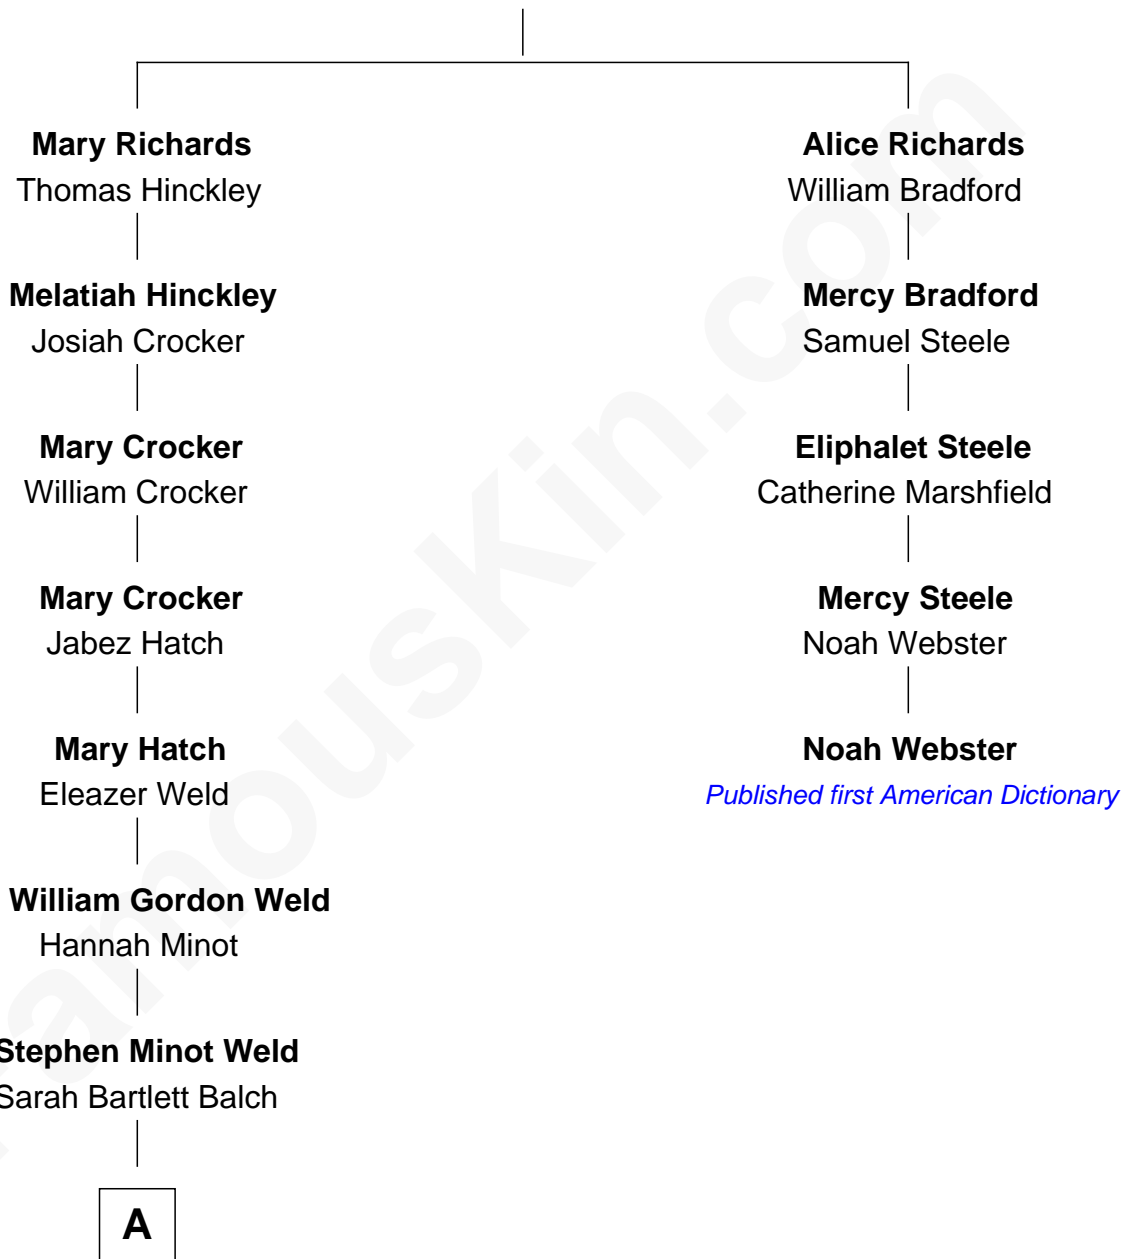 Mary Richards
Thomas Hinckley
Melatiah Hinckley
Josiah Crocker
Mary Crocker
William Crocker
Mary Crocker
Jabez Hatch
Mary Hatch
Eleazer Weld
William Gordon Weld
Hannah Minot
Stephen Minot Weld
Sarah Bartlett Balch
A
Alice Richards
William Bradford
Mercy Bradford
Samuel Steele
Eliphalet Steele
Catherine Marshfield
Mercy Steele
Noah Webster
Noah Webster
Published first American Dictionary
FamousKin.com